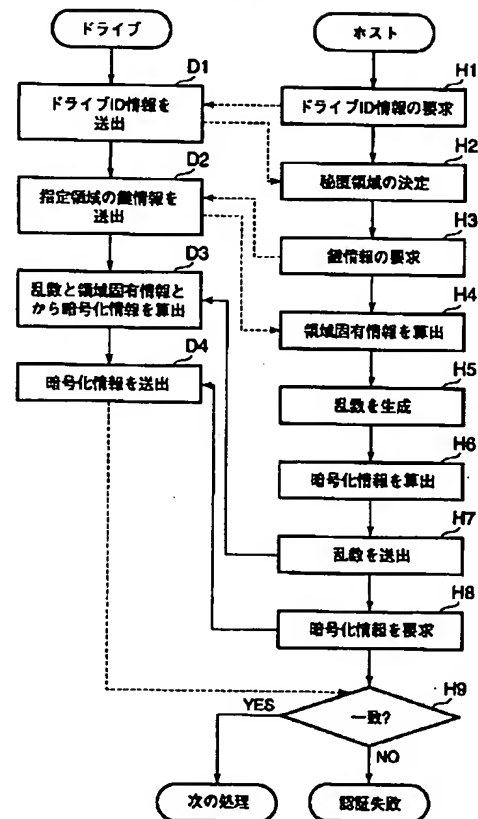 ドライブ
ホスト
D1
ドライブID情報を
送出
H1
ドライブID情報の要求
D2
指定領域の鍵情報を
送出
H2
秘匿領域の決定
H3
鍵情報の要求
D3
乱数と領域固有情報と
から暗号化情報を算出
H4
領域固有情報を算出
D4
暗号化情報を送出
H5
乱数を生成
H6
暗号化情報を算出
H7
乱数を送出
H8
暗号化情報を要求
H9
一致?
YES
NO
次の処理
認証失敗